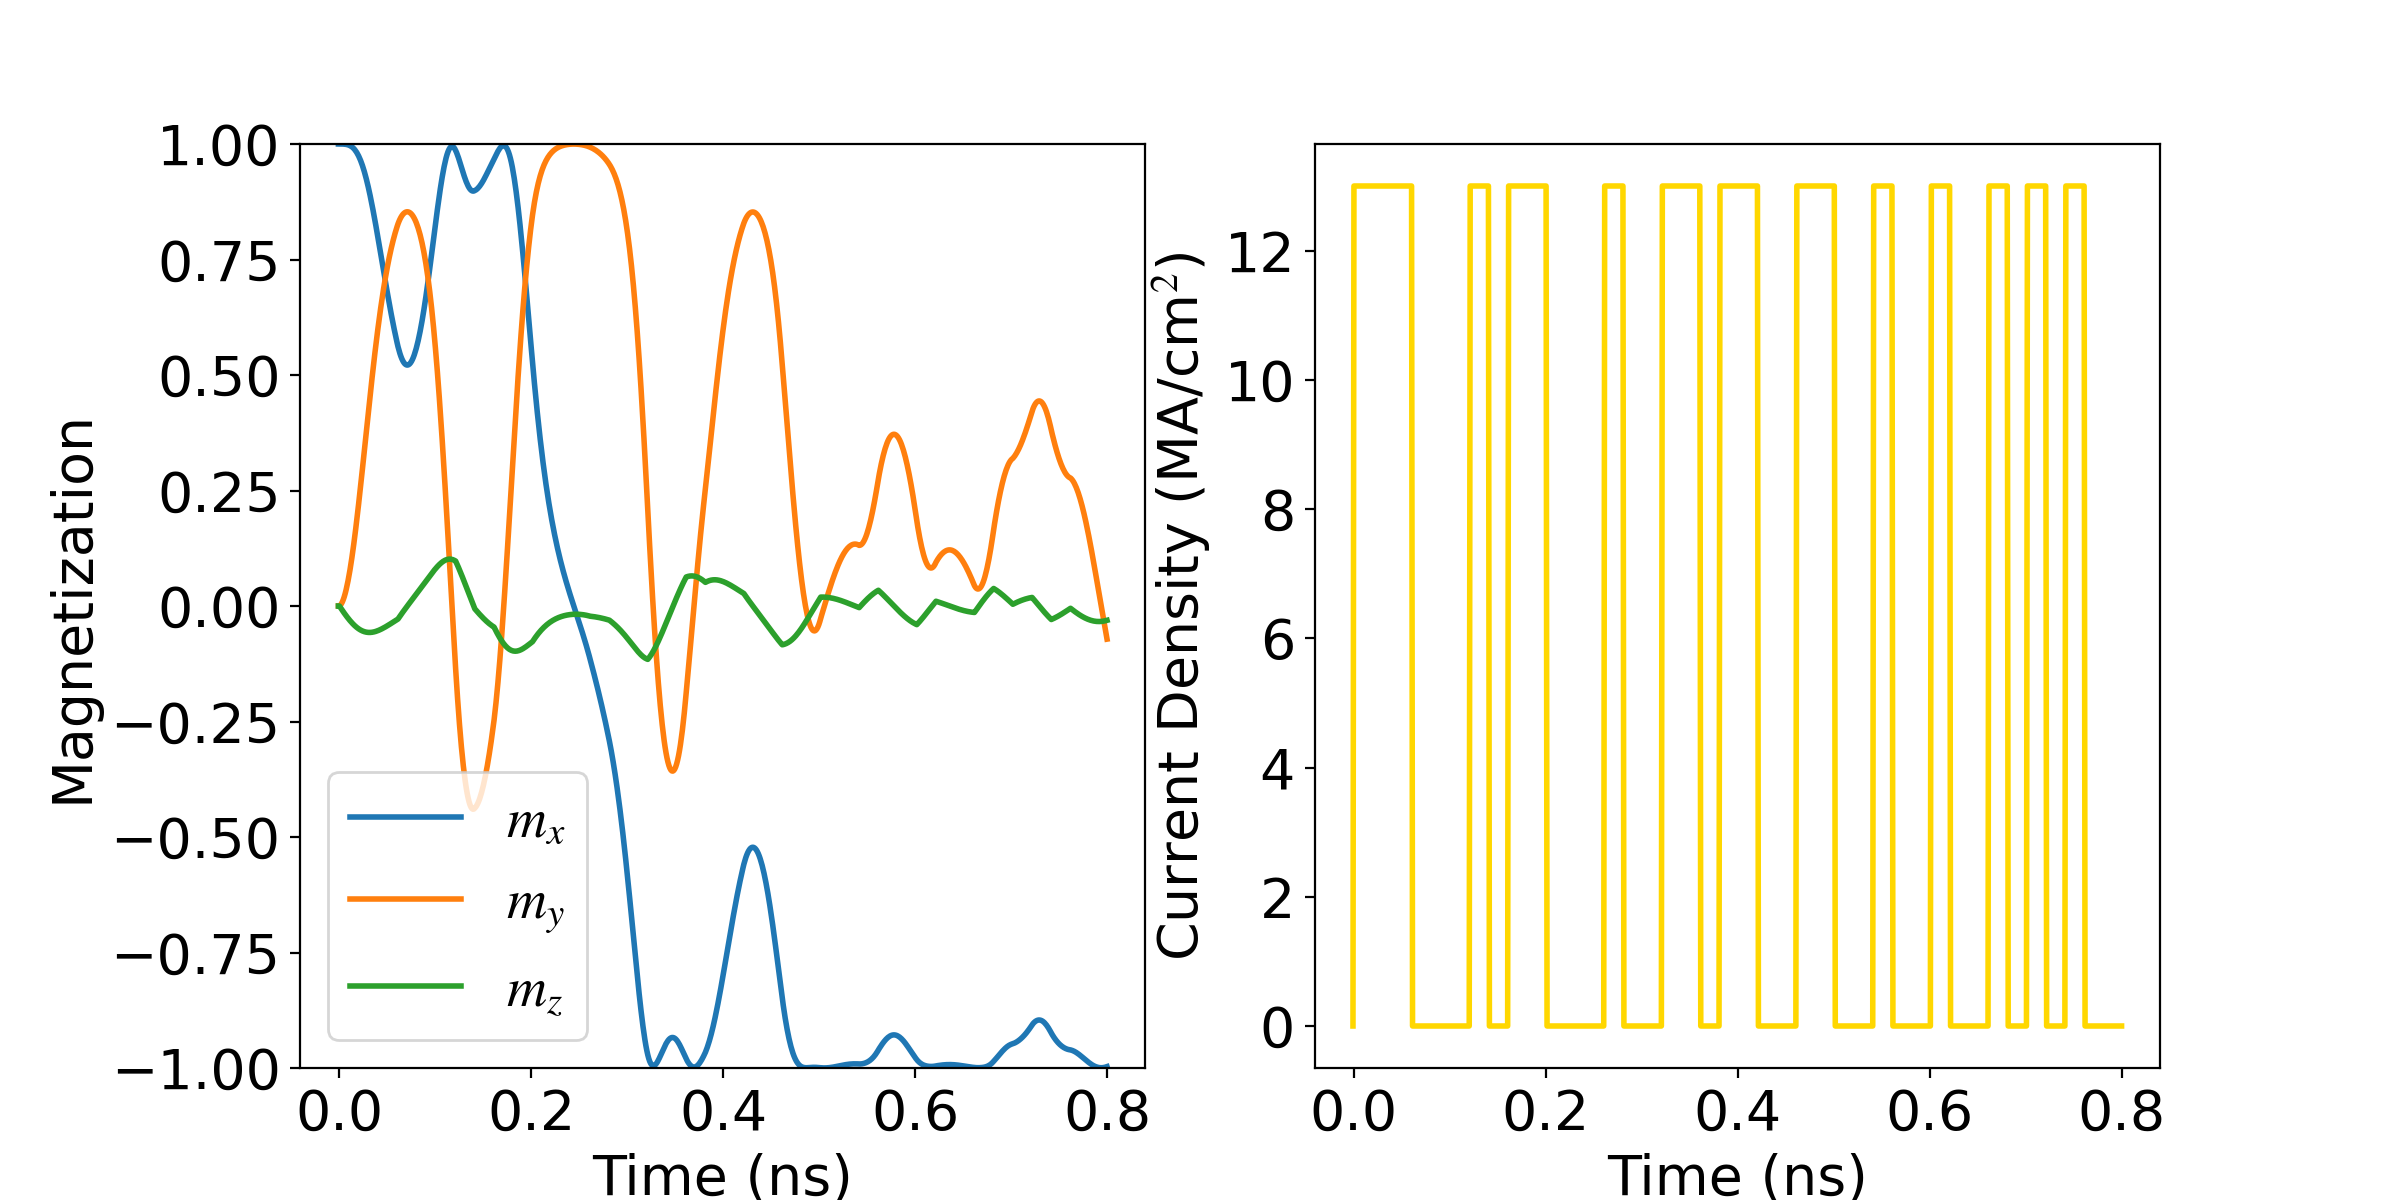 1.00
0.75
0.50
0.25
0.00
−0.25
−0.50
−0.75
−1.00
Magnetization
m_x
m_y
m_z
0.0 0.2 0.4 0.6 0.8
Time (ns)
Current Density (MA/cm²)
12
10
8
6
4
2
0
0.0 0.2 0.4 0.6 0.8
Time (ns)